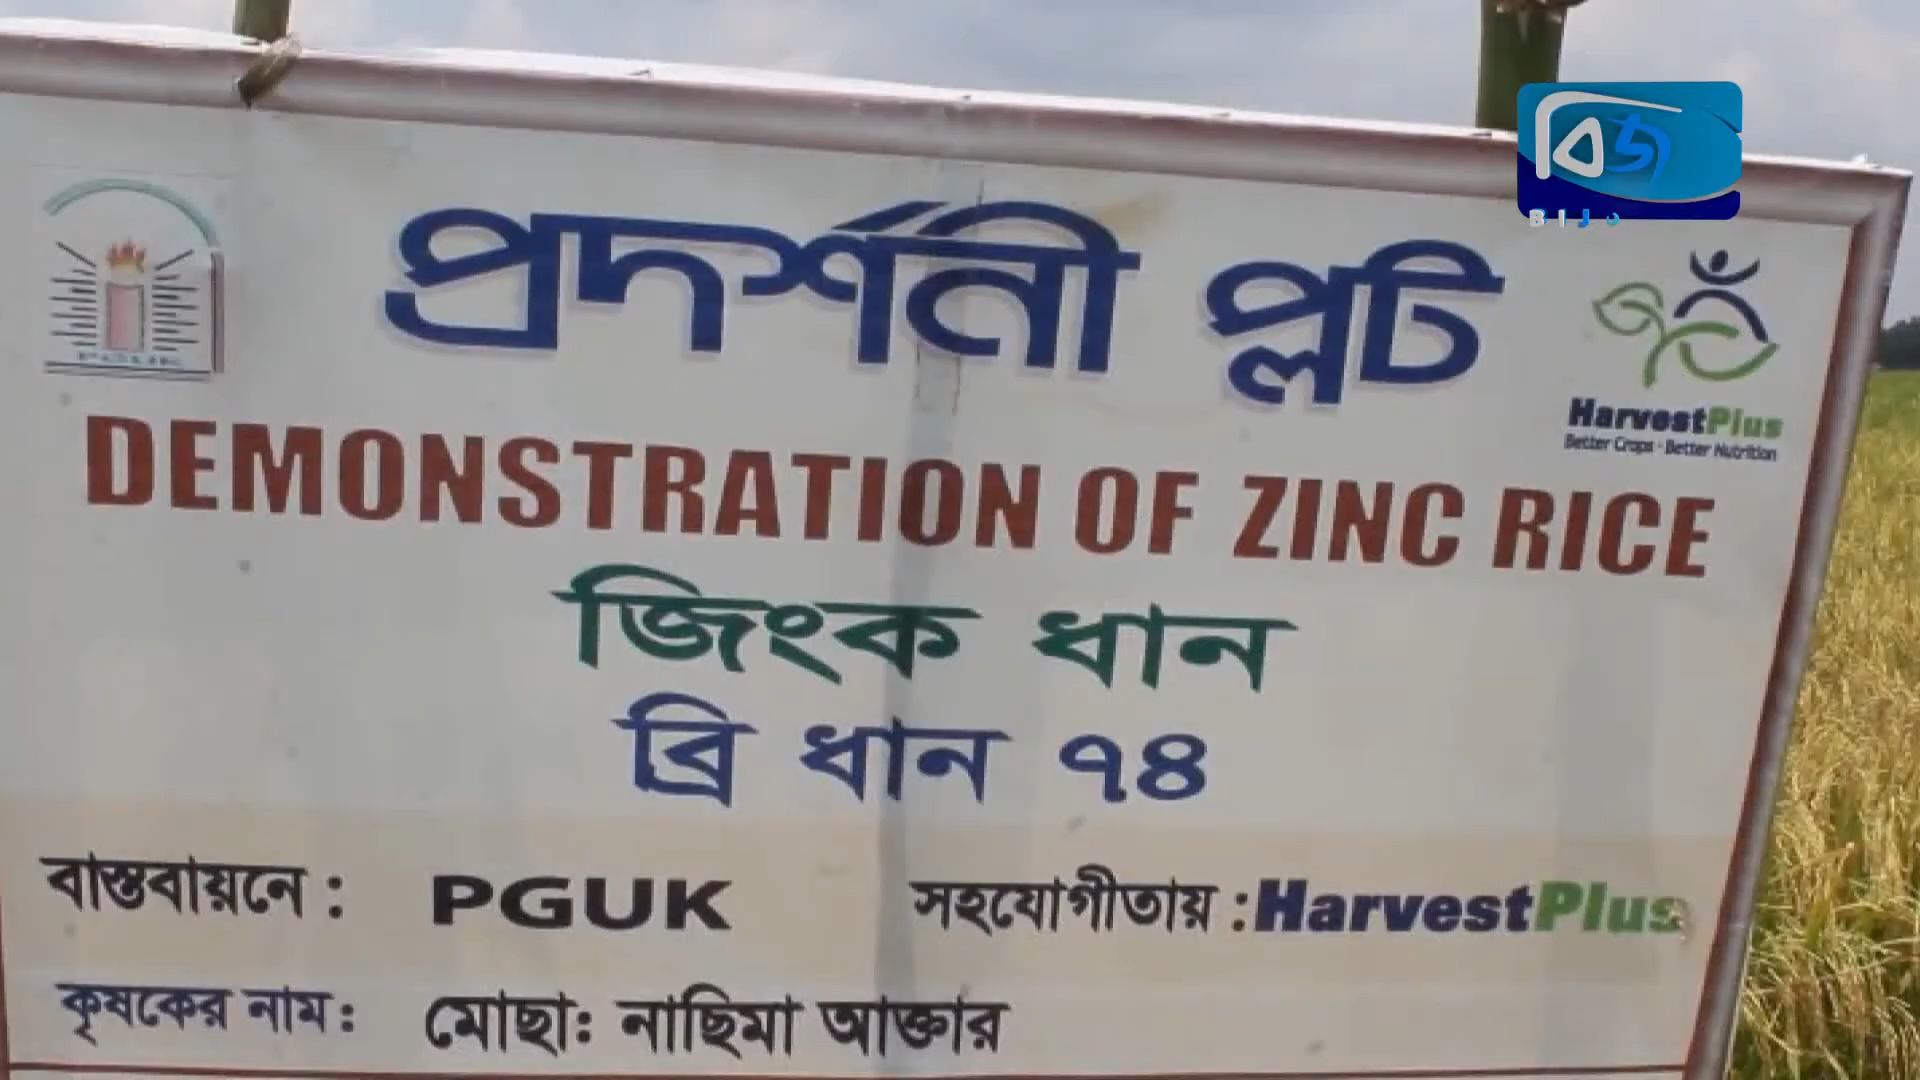 বিজ
BIJO
প্রদর্শনী প্লট
HarvestPlus
Better Crops - Better Nutrition
DEMONSTRATION OF ZINC RICE
জিংক ধান
ব্রি ধান ৭৪
বাস্তবায়নে : PGUK সহযোগীতায় : HarvestPlus
কৃষকের নাম: মোছা: নাছিমা আক্তার